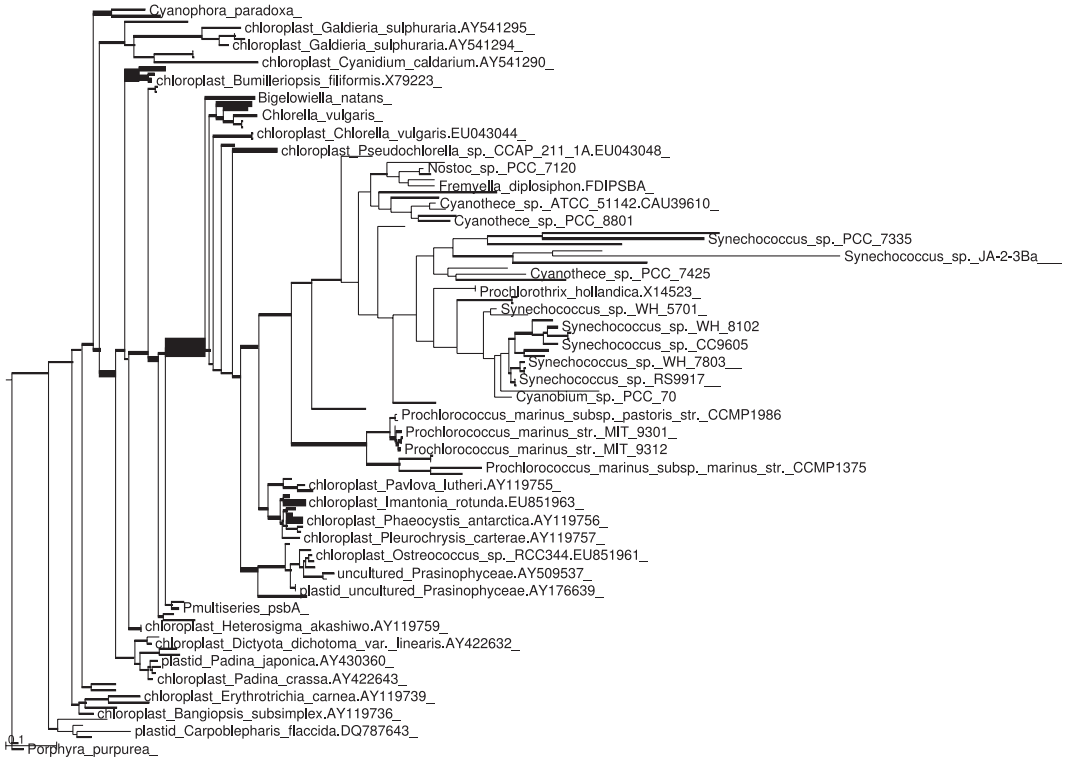 Cyanophora_paradoxa_
chloroplast_Galdieria_sulphuraria.AY541295_
chloroplast_Galdieria_sulphuraria.AY541294_
chloroplast_Cyanidium_caldarium.AY541290_
chloroplast_Bumilleriopsis_filiformis.X79223_
Bigelowiella_natans_
Chlorella_vulgaris_
chloroplast_Chlorella_vulgaris.EU043044_
chloroplast_Pseudochlorella_sp._CCAP_211_1A.EU043048_
Nostoc_sp._PCC_7120
Fremyella_diplosiphon.FDIPSBA_
Cyanothece_sp._ATCC_51142.CAU39610_
Cyanothece_sp._PCC_8801
Synechococcus_sp._PCC_7335
Synechococcus_sp._JA-2-3Ba___
Cyanothece_sp._PCC_7425
Prochlorothrix_hollandica.X14523_
Synechococcus_sp._WH_5701_
Synechococcus_sp._WH_8102
Synechococcus_sp._CC9605
Synechococcus_sp._WH_7803__
Synechococcus_sp._RS9917__
Cyanobium_sp._PCC_70
Prochlorococcus_marinus_subsp._pastoris_str._CCMP1986
Prochlorococcus_marinus_str._MIT_9301_
Prochlorococcus_marinus_str._MIT_9312
Prochlorococcus_marinus_subsp._marinus_str._CCMP1375
chloroplast_Pavlova_lutheri.AY119755_
chloroplast_Imantonia_rotunda.EU851963_
chloroplast_Phaeocystis_antarctica.AY119756_
chloroplast_Pleurochrysis_carterae.AY119757_
chloroplast_Ostreococcus_sp._RCC344.EU851961_
uncultured_Prasinophyceae.AY509537_
plastid_uncultured_Prasinophyceae.AY176639_
Pmultiseries_psbA_
chloroplast_Heterosigma_akashiwo.AY119759_
chloroplast_Dictyota_dichotoma_var._linearis.AY422632_
plastid_Padina_japonica.AY430360_
chloroplast_Padina_crassa.AY422643_
chloroplast_Erythrotrichia_carnea.AY119739_
chloroplast_Bangiopsis_subsimplex.AY119736_
plastid_Carpoblepharis_flaccida.DQ787643_
0.1
Porphyra_purpurea_